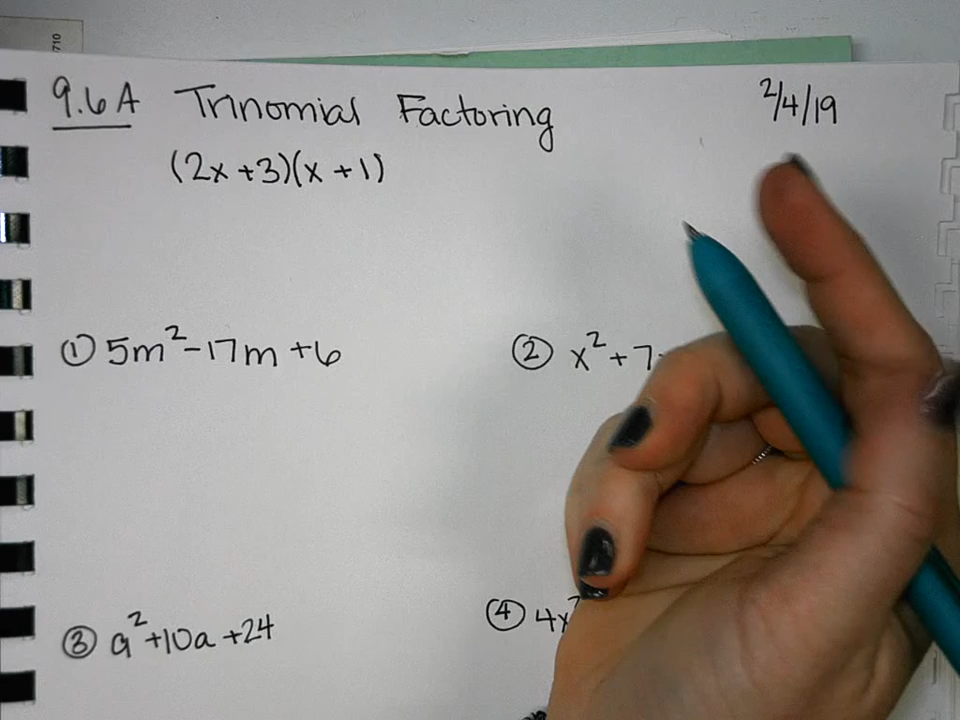 710
9.6A Trinomial Factoring 2/4/19
(2x +3)(x +1)
① 5m² -17m +6
② x² + 7
③ a² +10a +24
④ 4x